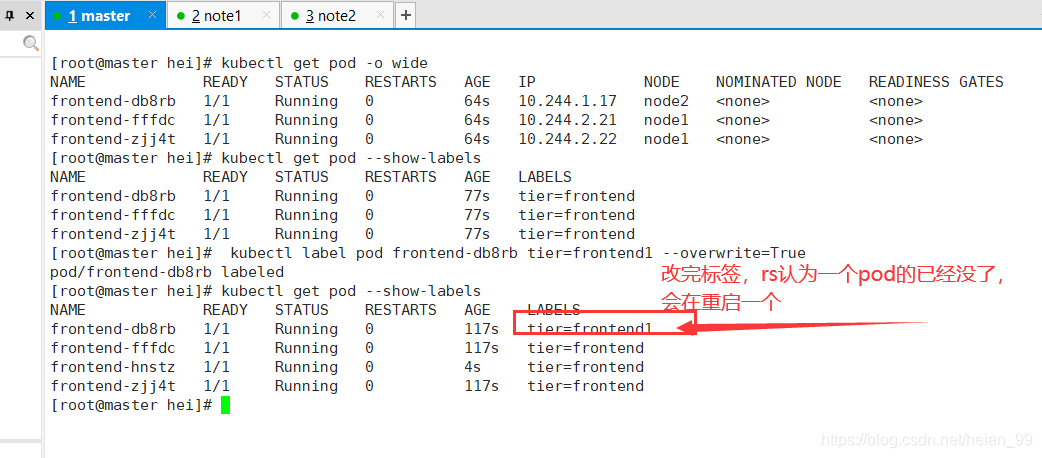 1 master × 2 note1 × 3 note2 × +
[root@master hei]# kubectl get pod -o wide
NAME READY STATUS RESTARTS AGE IP NODE NOMINATED NODE READINESS GATES
frontend-db8rb 1/1 Running 0 64s 10.244.1.17 node2 <none> <none>
frontend-fffdc 1/1 Running 0 64s 10.244.2.21 node1 <none> <none>
frontend-zjj4t 1/1 Running 0 64s 10.244.2.22 node1 <none> <none>
[root@master hei]# kubectl get pod --show-labels
NAME READY STATUS RESTARTS AGE LABELS
frontend-db8rb 1/1 Running 0 77s tier=frontend
frontend-fffdc 1/1 Running 0 77s tier=frontend
frontend-zjj4t 1/1 Running 0 77s tier=frontend
[root@master hei]#  kubectl label pod frontend-db8rb tier=frontend1 --overwrite=True
pod/frontend-db8rb labeled
改完标签，rs认为一个pod的已经没了，
会在重启一个
[root@master hei]# kubectl get pod --show-labels
NAME READY STATUS RESTARTS AGE LABELS
frontend-db8rb 1/1 Running 0 117s tier=frontend1
frontend-fffdc 1/1 Running 0 117s tier=frontend
frontend-hnstz 1/1 Running 0 4s tier=frontend
frontend-zjj4t 1/1 Running 0 117s tier=frontend
[root@master hei]#
https://blog.csdn.net/heian_99